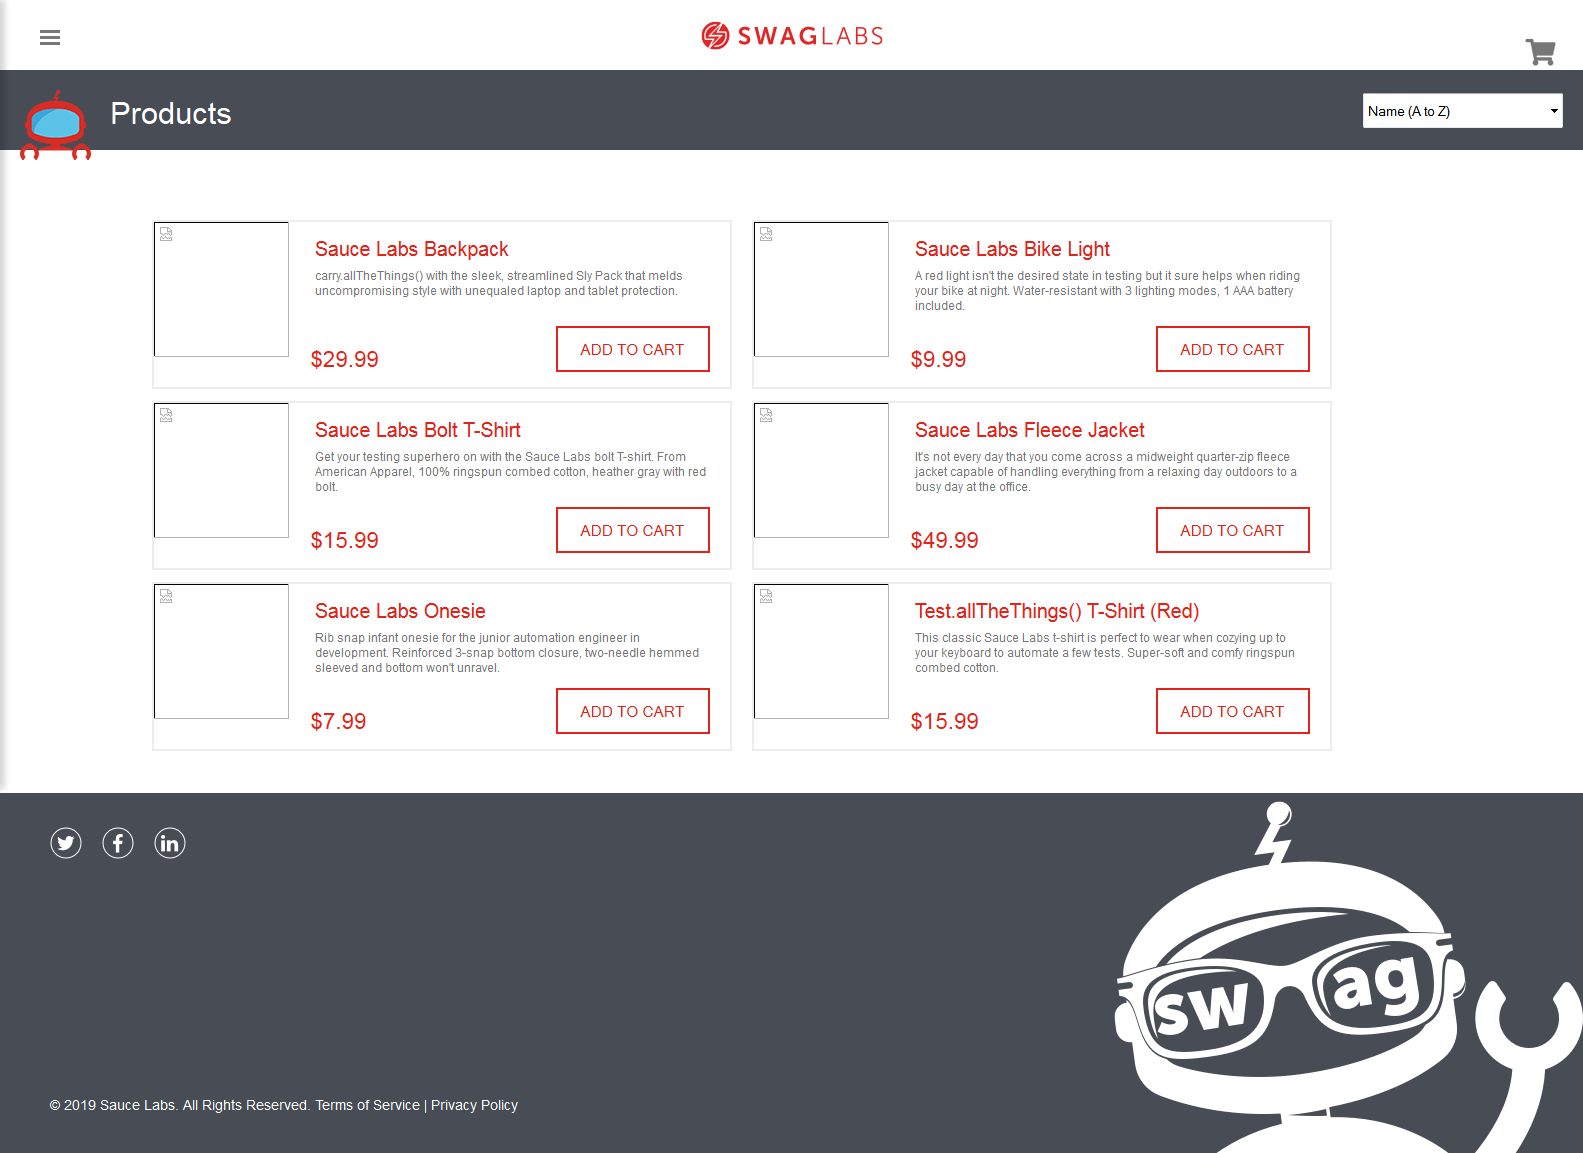 SWAGLABS
Products
Name (A to Z)
Sauce Labs Backpack
carry.allTheThings() with the sleek, streamlined Sly Pack that melds
uncompromising style with unequaled laptop and tablet protection.
$29.99
ADD TO CART
Sauce Labs Bike Light
A red light isn't the desired state in testing but it sure helps when riding
your bike at night. Water-resistant with 3 lighting modes, 1 AAA battery
included.
$9.99
ADD TO CART
Sauce Labs Bolt T-Shirt
Get your testing superhero on with the Sauce Labs bolt T-shirt. From
American Apparel, 100% ringspun combed cotton, heather gray with red
bolt.
$15.99
ADD TO CART
Sauce Labs Fleece Jacket
It's not every day that you come across a midweight quarter-zip fleece
jacket capable of handling everything from a relaxing day outdoors to a
busy day at the office.
$49.99
ADD TO CART
Sauce Labs Onesie
Rib snap infant onesie for the junior automation engineer in
development. Reinforced 3-snap bottom closure, two-needle hemmed
sleeved and bottom won't unravel.
$7.99
ADD TO CART
Test.allTheThings() T-Shirt (Red)
This classic Sauce Labs t-shirt is perfect to wear when cozying up to
your keyboard to automate a few tests. Super-soft and comfy ringspun
combed cotton.
$15.99
ADD TO CART
swag
© 2019 Sauce Labs. All Rights Reserved. Terms of Service | Privacy Policy